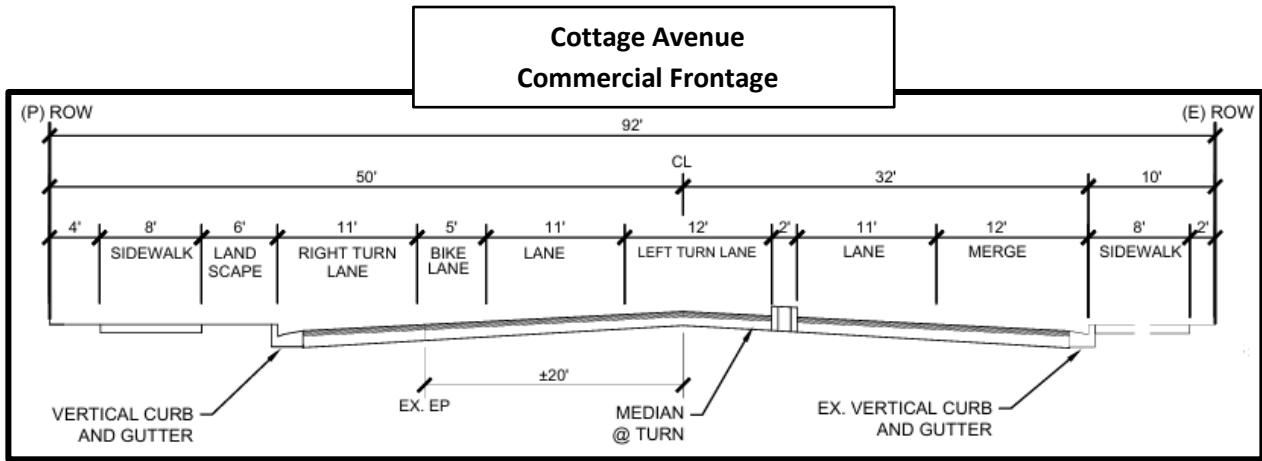 Cottage Avenue
Commercial Frontage
(P) ROW
(E) ROW
92'
CL
50'
32'
10'
4'
8'
6'
11'
5'
11'
12'
2'
11'
12'
8'
2'
SIDEWALK
LAND
SCAPE
RIGHT TURN
LANE
BIKE
LANE
LANE
LEFT TURN LANE
LANE
MERGE
SIDEWALK
±20'
EX. EP
VERTICAL CURB
AND GUTTER
MEDIAN
@ TURN
EX. VERTICAL CURB
AND GUTTER